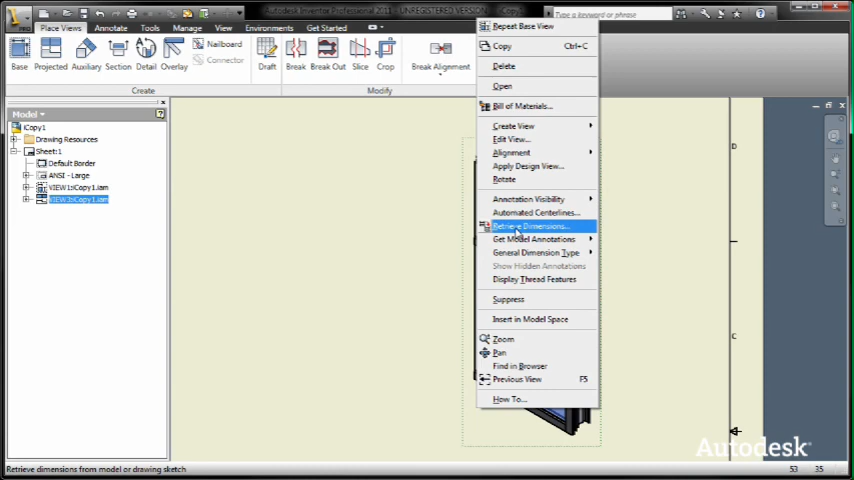 Autodesk Inventor Professional 2011 - UNREGISTERED VERSION
Type a keyword or phrase
PRO
Place Views
Annotate
Tools
Manage
View
Environments
Get Started
Base
Projected
Auxiliary
Section
Detail
Overlay
Nailboard
Connector
Draft
Break
Break Out
Slice
Crop
Break Alignment
Create
Modify
Model
iCopy1
Drawing Resources
Sheet:1
Default Border
ANSI - Large
VIEW1:iCopy1.iam
VIEW3:iCopy1.iam
Repeat Base View
Copy Ctrl+C
Delete
Open
Bill of Materials...
Create View
Edit View...
Alignment
Apply Design View...
Rotate
Annotation Visibility
Automated Centerlines...
Retrieve Dimensions...
Get Model Annotations
General Dimension Type
Show Hidden Annotations
Display Thread Features
Suppress
Insert in Model Space
Zoom
Pan
Find in Browser
Previous View F5
How To...
D
C
Autodesk
Retrieve dimensions from model or drawing sketch
53 35